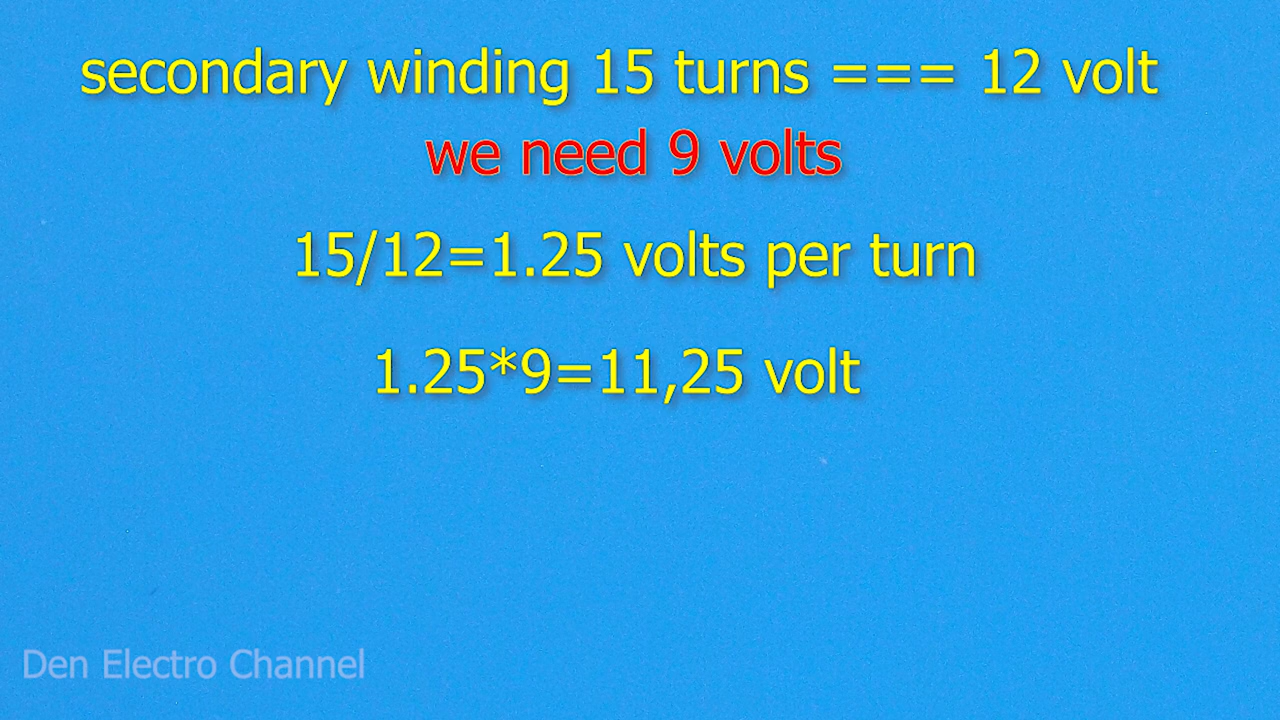 secondary winding 15 turns === 12 volt
we need 9 volts
15/12=1.25 volts per turn
1.25*9=11,25 volt
Den Electro Channel